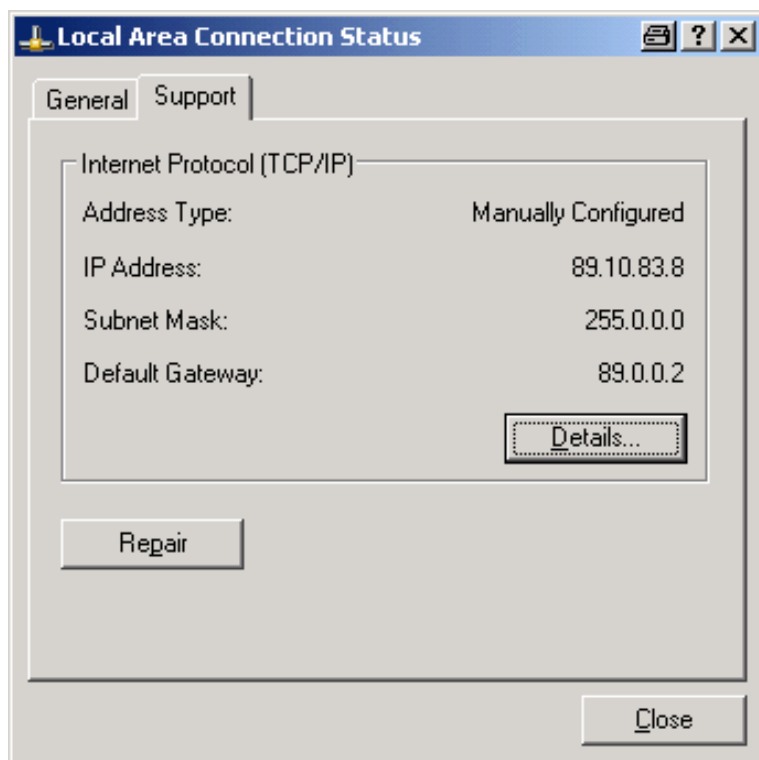 Local Area Connection Status
General Support
Internet Protocol (TCP/IP)
Address Type: Manually Configured
IP Address: 89.10.83.8
Subnet Mask: 255.0.0.0
Default Gateway: 89.0.0.2
Details...
Repair
Close